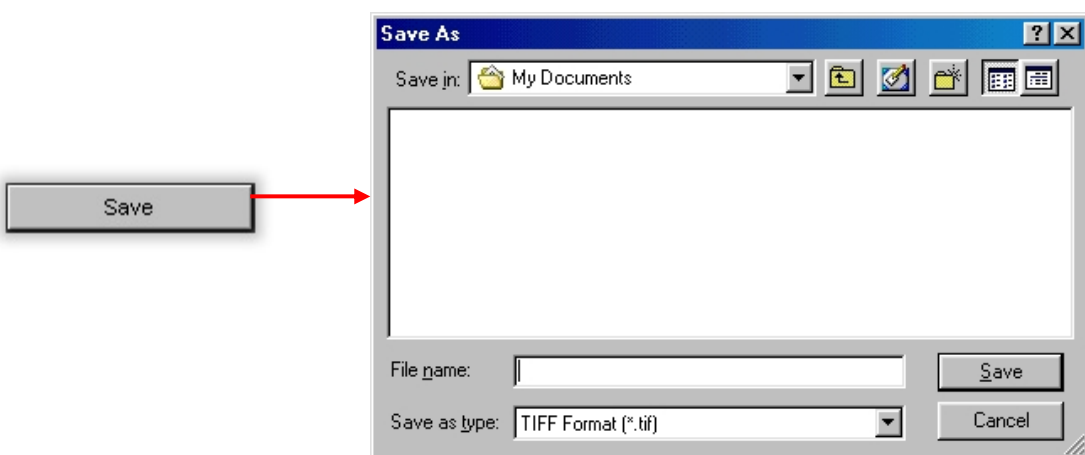 Save
Save As
Save in: My Documents
File name:
Save
Save as type: TIFF Format (*.tif)
Cancel